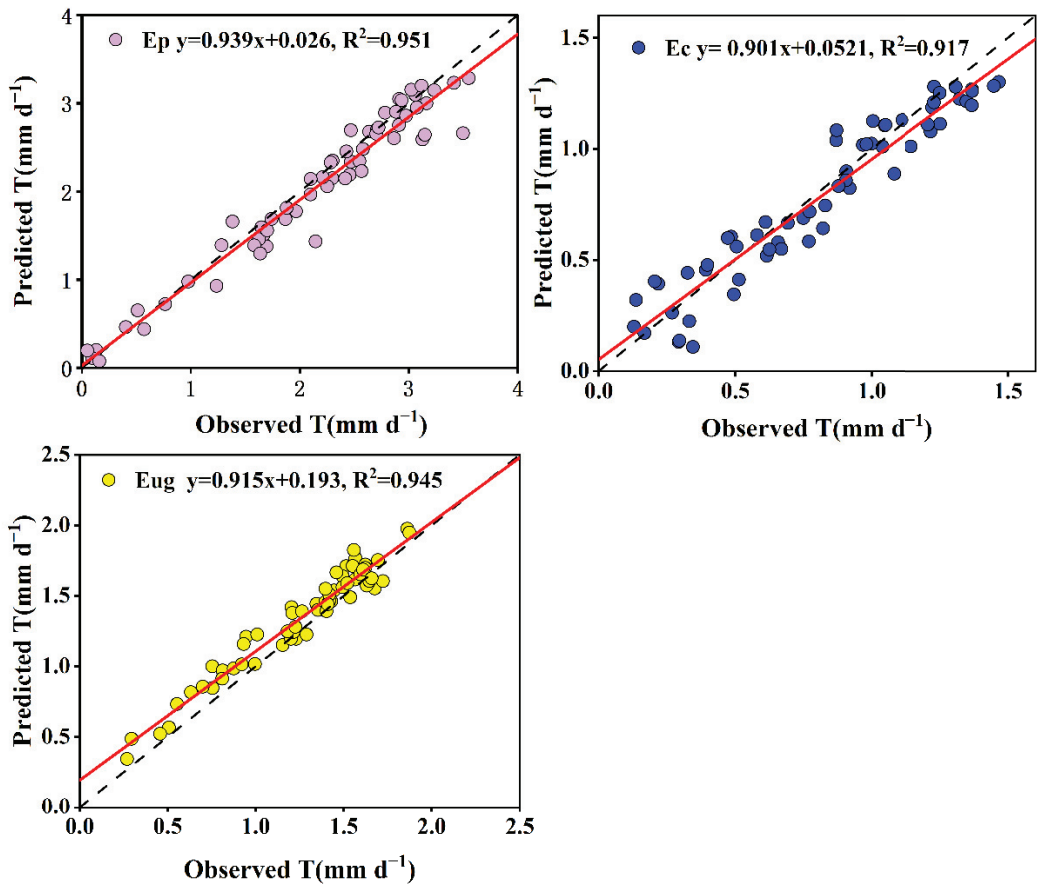 Ep y=0.939x+0.026, R²=0.951
4
3
2
1
0
Predicted T(mm d⁻¹)
0 1 2 3 4
Observed T(mm d⁻¹)
Ec y= 0.901x+0.0521, R²=0.917
1.5
1.0
0.5
0.0
Predicted T(mm d⁻¹)
0.0 0.5 1.0 1.5
Observed T(mm d⁻¹)
Eug y=0.915x+0.193, R²=0.945
2.5
2.0
1.5
1.0
0.5
0.0
Predicted T(mm d⁻¹)
0.0 0.5 1.0 1.5 2.0 2.5
Observed T(mm d⁻¹)